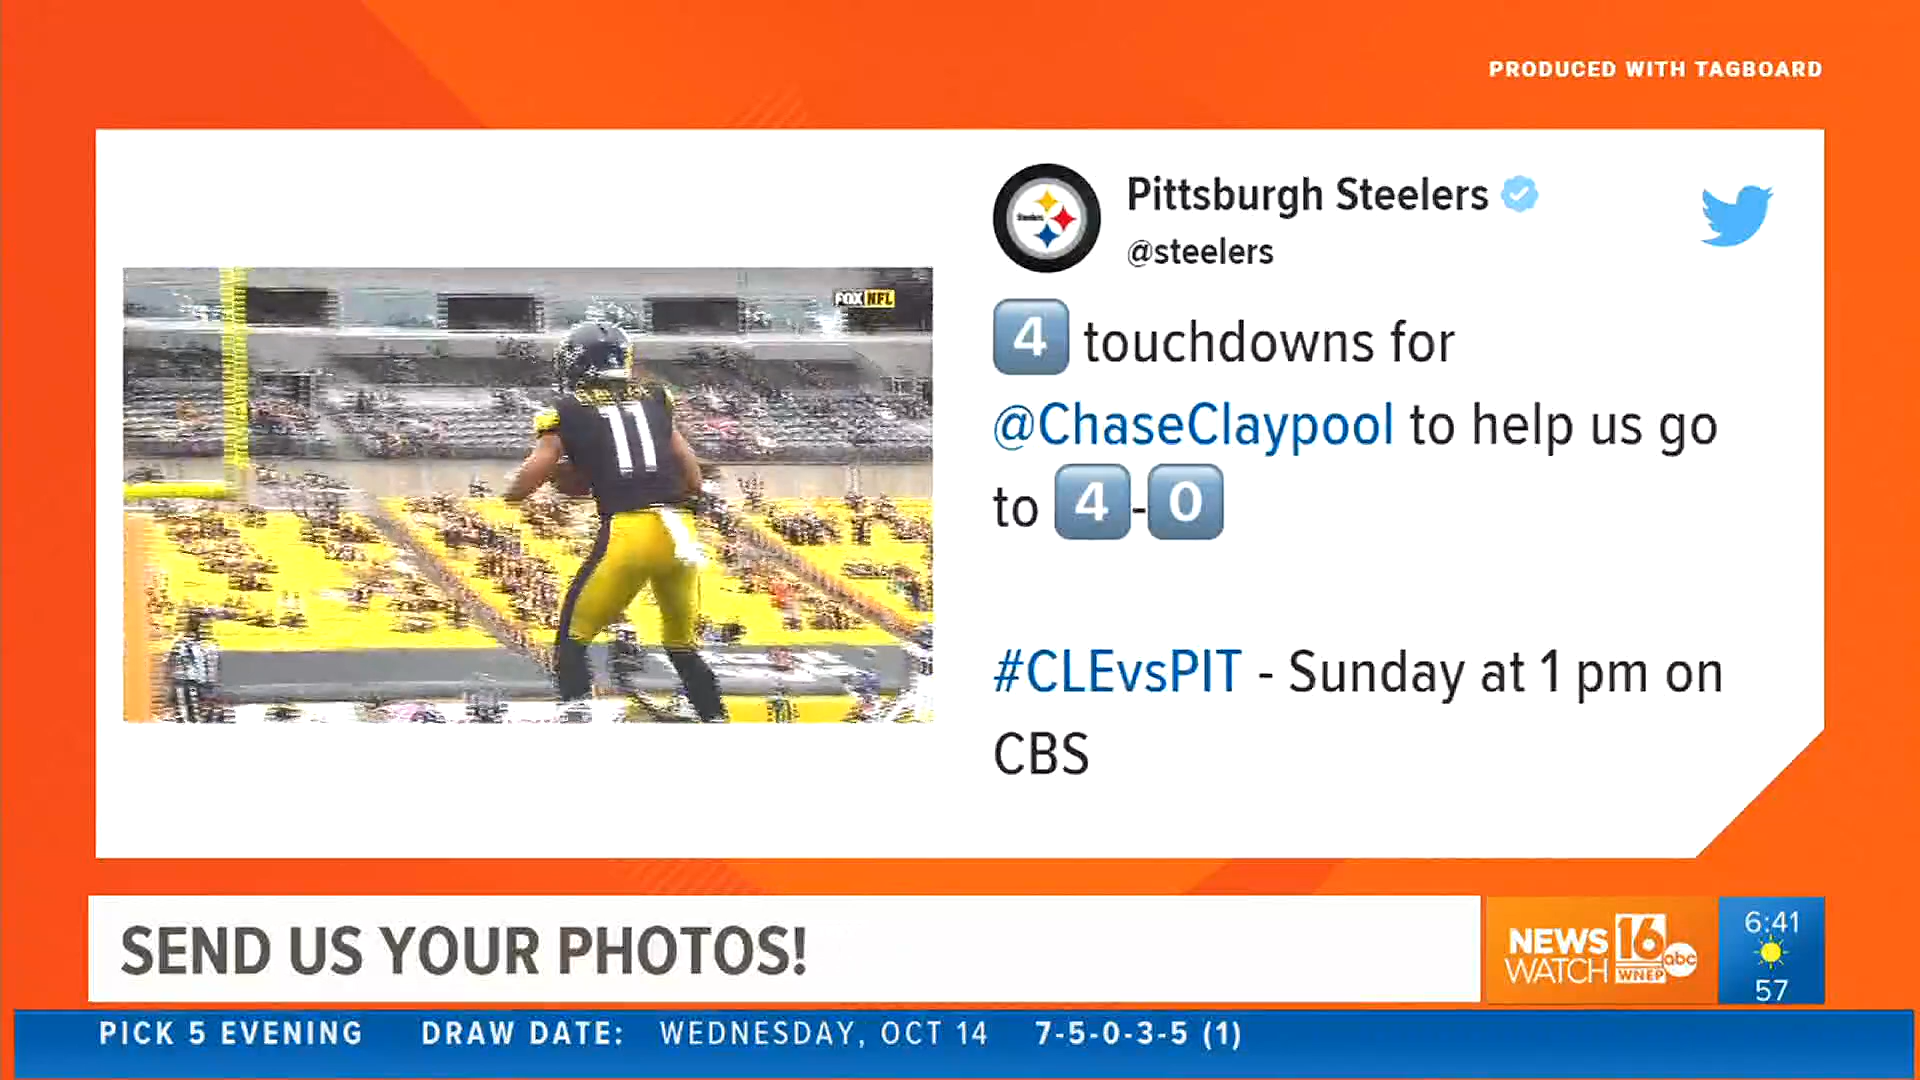 PRODUCED WITH TAGBOARD
Pittsburgh Steelers
@steelers
Steelers
FOX NFL
11
4️⃣ touchdowns for
@ChaseClaypool to help us go
to 4️⃣-0️⃣
#CLEvsPIT - Sunday at 1 pm on
CBS
SEND US YOUR PHOTOS!
NEWS
WATCH
16
WNEP
abc
6:41
57
PICK 5 EVENING DRAW DATE: WEDNESDAY, OCT 14 7-5-0-3-5 (1)